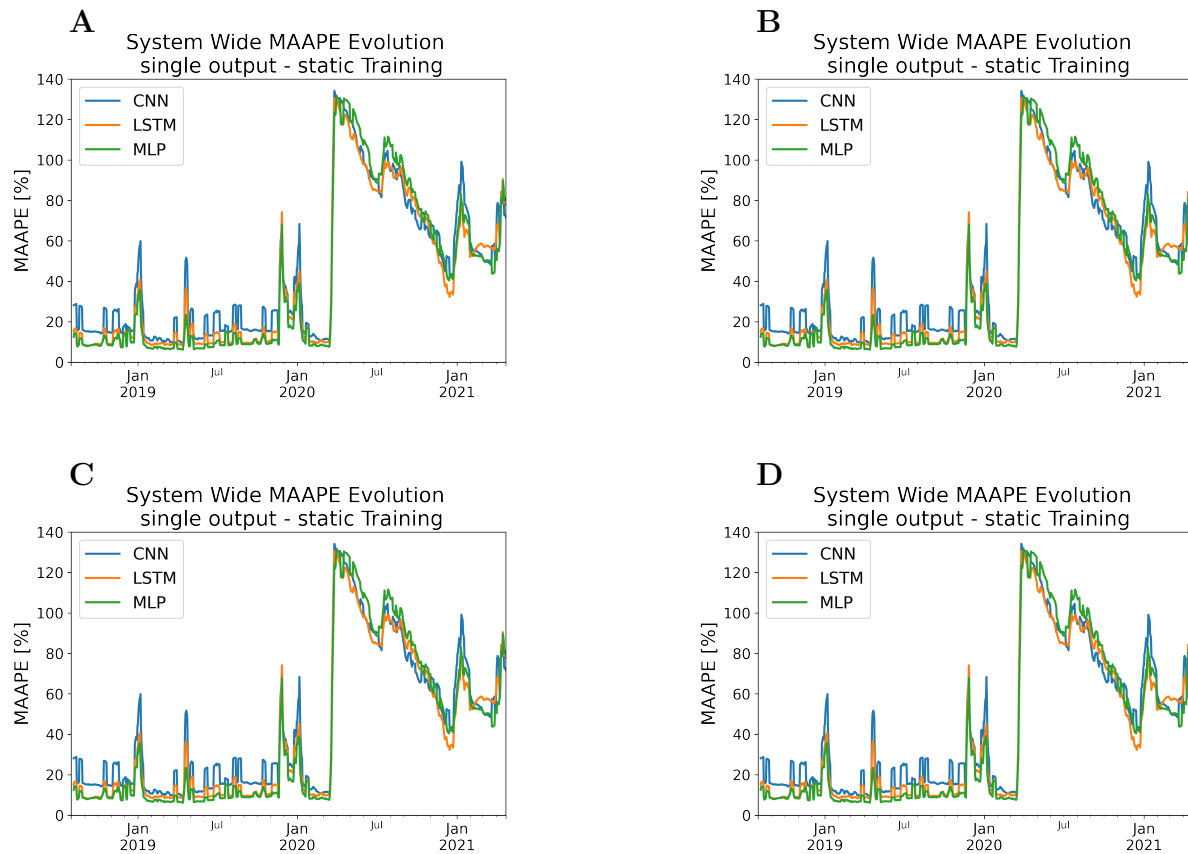 A
System Wide MAAPE Evolution
single output - static Training
MAAPE [%]
140
120
100
80
60
40
20
0
CNN
LSTM
MLP
Jan
2019
Jul
Jan
2020
Jul
Jan
2021
B
System Wide MAAPE Evolution
single output - static Training
MAAPE [%]
140
120
100
80
60
40
20
0
CNN
LSTM
MLP
Jan
2019
Jul
Jan
2020
Jul
Jan
2021
C
System Wide MAAPE Evolution
single output - static Training
MAAPE [%]
140
120
100
80
60
40
20
0
CNN
LSTM
MLP
Jan
2019
Jul
Jan
2020
Jul
Jan
2021
D
System Wide MAAPE Evolution
single output - static Training
MAAPE [%]
140
120
100
80
60
40
20
0
CNN
LSTM
MLP
Jan
2019
Jul
Jan
2020
Jul
Jan
2021